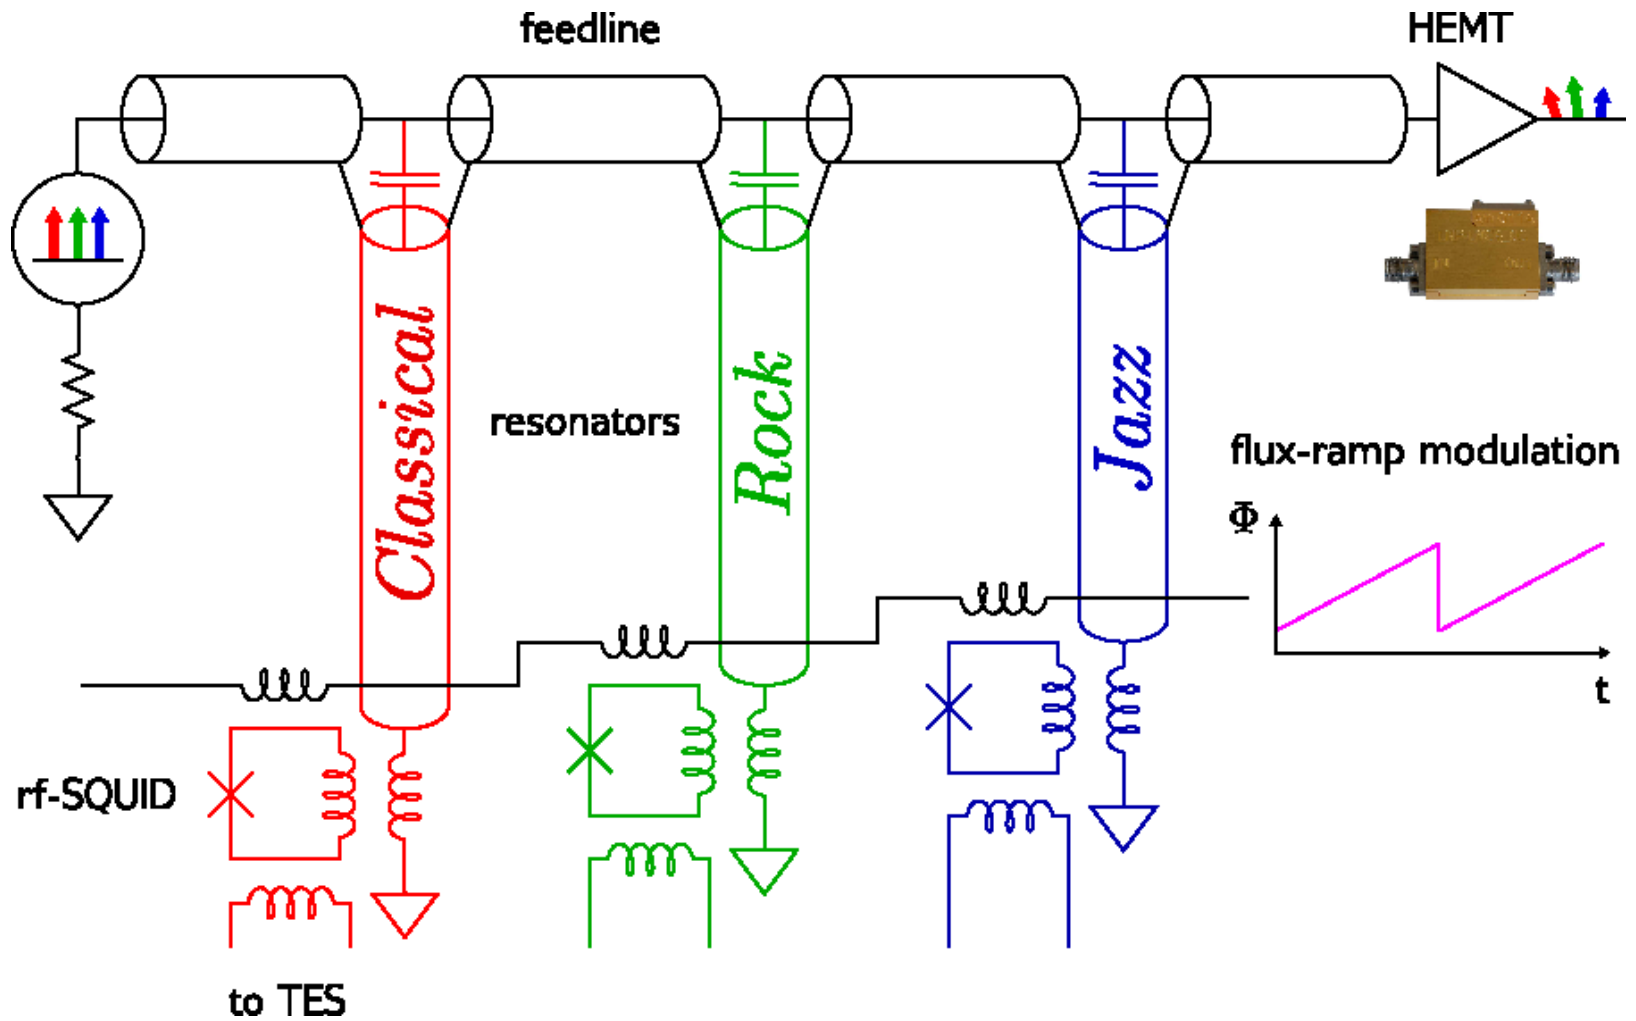 feedline
HEMT
Classical
Rock
Jazz
resonators
flux-ramp modulation
Φ
t
rf-SQUID
to TES